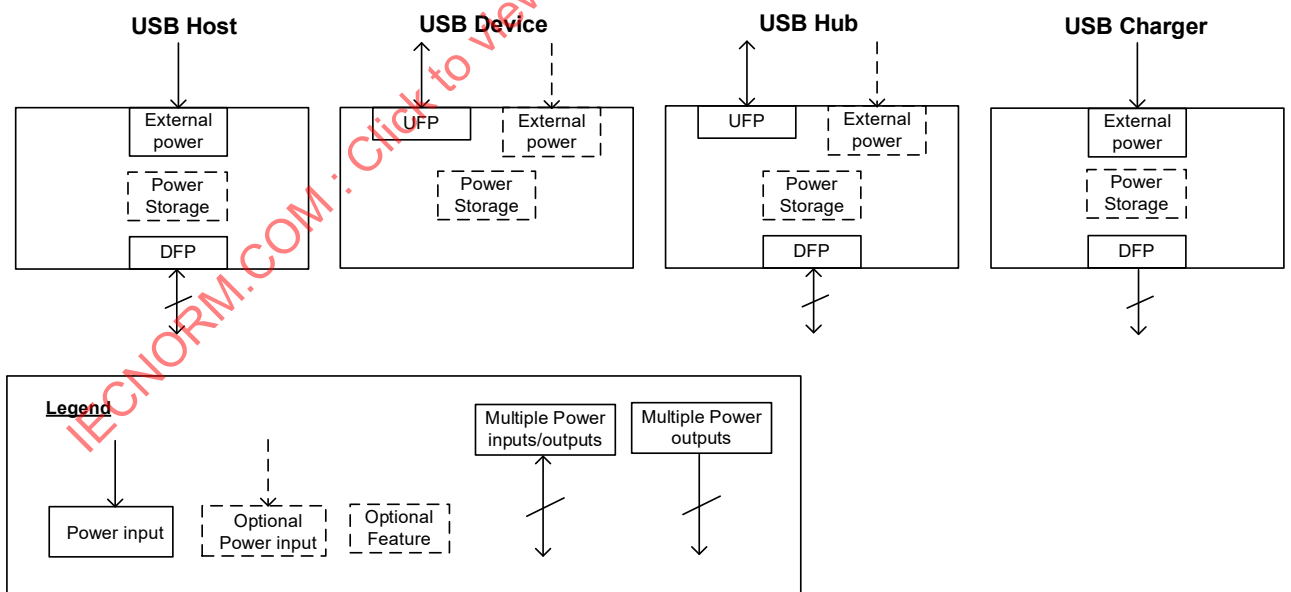 USB Host
USB Device
USB Hub
USB Charger
External
power
Power
Storage
DFP
UFP
External
power
Power
Storage
UFP
External
power
Power
Storage
DFP
External
power
Power
Storage
DFP
IECNORM.COM : Click to view
Legend
Power input
Optional
Power input
Optional
Feature
Multiple Power
inputs/outputs
Multiple Power
outputs